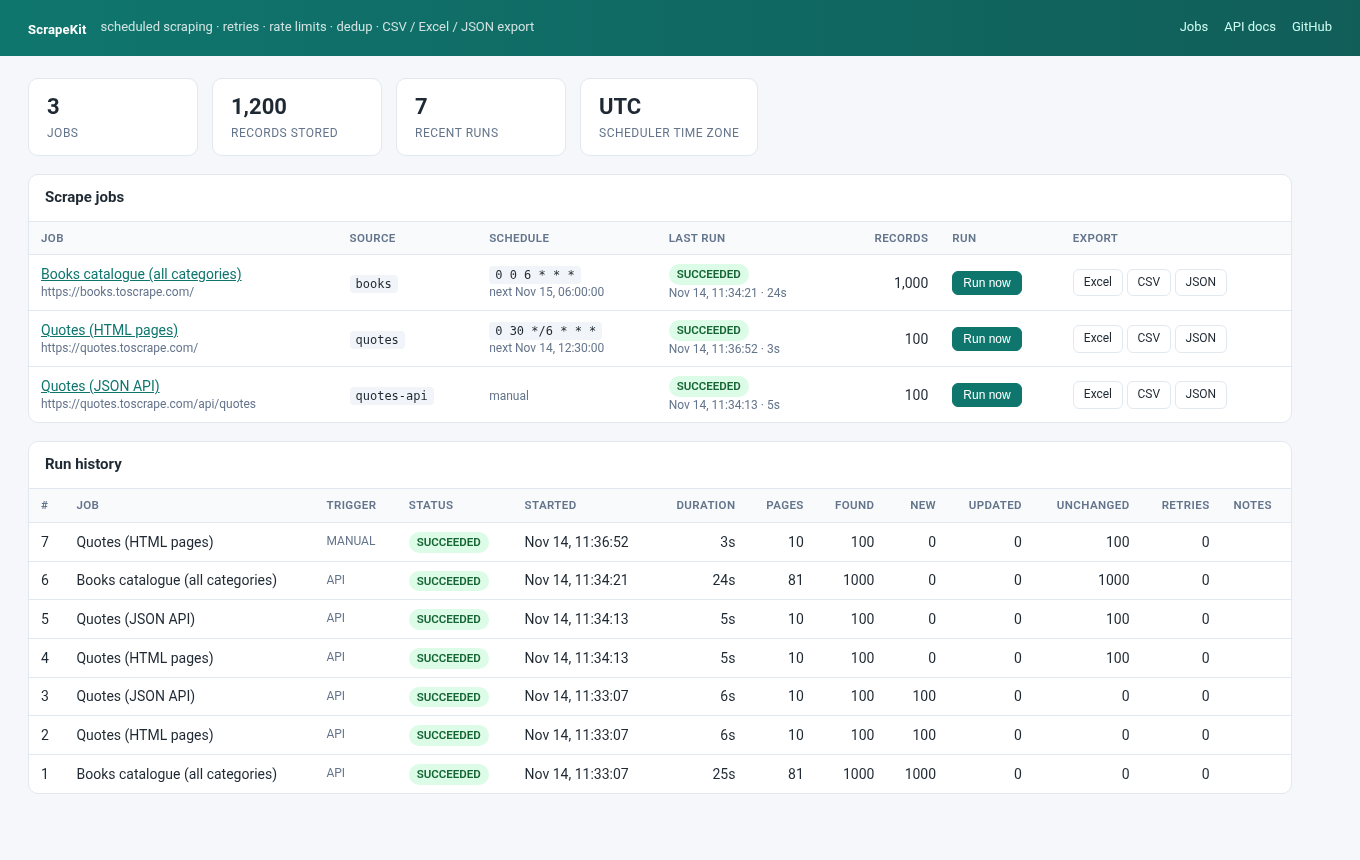 ScrapeKit scheduled scraping · retries · rate limits · dedup · CSV / Excel / JSON export Jobs API docs GitHub
3 1,200 7 UTC
JOBS RECORDS STORED RECENT RUNS SCHEDULER TIME ZONE
Scrape jobs
JOB SOURCE SCHEDULE LAST RUN RECORDS RUN EXPORT
Books catalogue (all categories) 0 0 6 * * * SUCCEEDED
books 1,000 Run now Excel CSV JSON
https://books.toscrape.com/ next Nov 15, 06:00:00 Nov 14, 11:34:21 · 24s
Quotes (HTML pages) 0 30 */6 * * * SUCCEEDED
quotes 100 Run now Excel CSV JSON
https://quotes.toscrape.com/ next Nov 14, 12:30:00 Nov 14, 11:36:52 · 3s
Quotes (JSON API) SUCCEEDED
quotes-api manual 100 Run now Excel CSV JSON
https://quotes.toscrape.com/api/quotes Nov 14, 11:34:13 · 5s
Run history
# JOB TRIGGER STATUS STARTED DURATION PAGES FOUND NEW UPDATED UNCHANGED RETRIES NOTES
7 Quotes (HTML pages) MANUAL SUCCEEDED Nov 14, 11:36:52 3s 10 100 0 0 100 0
6 Books catalogue (all categories) API SUCCEEDED Nov 14, 11:34:21 24s 81 1000 0 0 1000 0
5 Quotes (JSON API) API SUCCEEDED Nov 14, 11:34:13 5s 10 100 0 0 100 0
4 Quotes (HTML pages) API SUCCEEDED Nov 14, 11:34:13 5s 10 100 0 0 100 0
3 Quotes (JSON API) API SUCCEEDED Nov 14, 11:33:07 6s 10 100 100 0 0 0
2 Quotes (HTML pages) API SUCCEEDED Nov 14, 11:33:07 6s 10 100 100 0 0 0
1 Books catalogue (all categories) API SUCCEEDED Nov 14, 11:33:07 25s 81 1000 1000 0 0 0